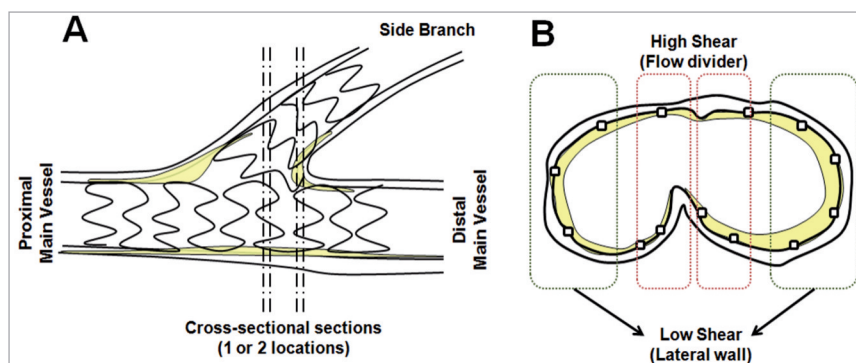 A
Side Branch
Proximal
Main Vessel
Distal
Main Vessel
Cross-sectional sections
(1 or 2 locations)
B
High Shear
(Flow divider)
Low Shear
(Lateral wall)